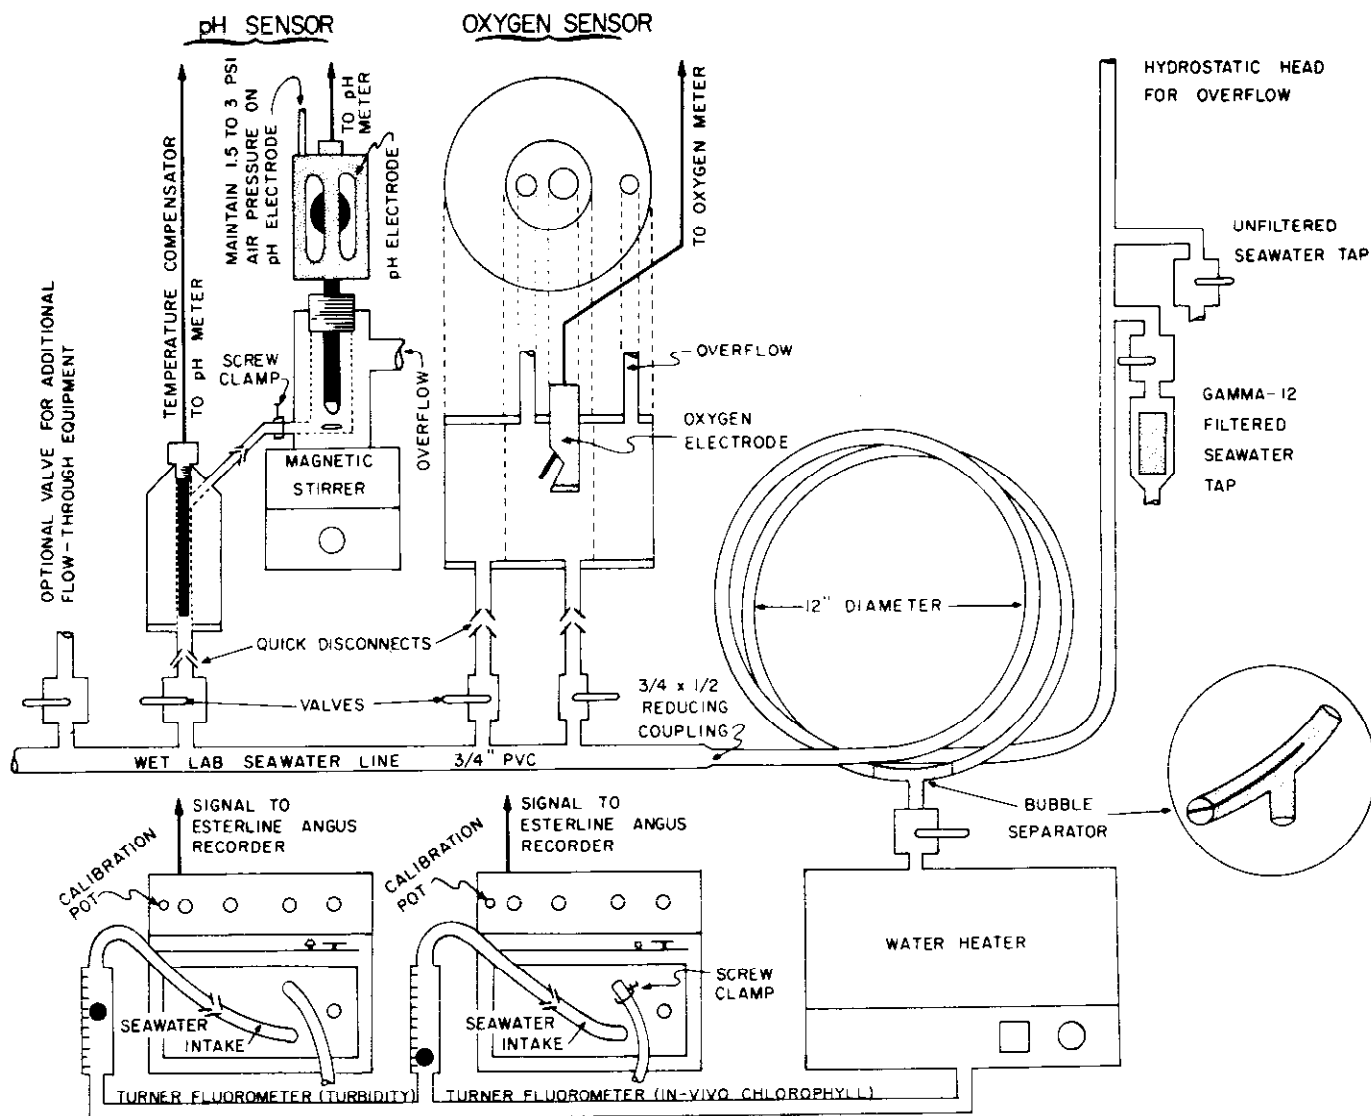 pH SENSOR
OXYGEN SENSOR
TEMPERATURE COMPENSATOR
TO pH METER
MAINTAIN 1.5 TO 3 PSI
AIR PRESSURE ON
pH ELECTRODE
TO pH
METER
pH ELECTRODE
TO OXYGEN METER
HYDROSTATIC HEAD
FOR OVERFLOW
UNFILTERED
SEAWATER TAP
GAMMA-12
FILTERED
SEAWATER
TAP
OPTIONAL VALVE FOR ADDITIONAL
FLOW-THROUGH EQUIPMENT
SCREW
CLAMP
OVERFLOW
MAGNETIC
STIRRER
OVERFLOW
OXYGEN
ELECTRODE
12" DIAMETER
QUICK DISCONNECTS
VALVES
3/4 x 1/2
REDUCING
COUPLING
WET LAB SEAWATER LINE
3/4" PVC
BUBBLE
SEPARATOR
SIGNAL TO
ESTERLINE ANGUS
RECORDER
CALIBRATION
POT
SIGNAL TO
ESTERLINE ANGUS
RECORDER
CALIBRATION
POT
WATER HEATER
SCREW
CLAMP
SEAWATER
INTAKE
SEAWATER
INTAKE
TURNER FLUOROMETER (TURBIDITY)
TURNER FLUOROMETER (IN-VIVO CHLOROPHYLL)